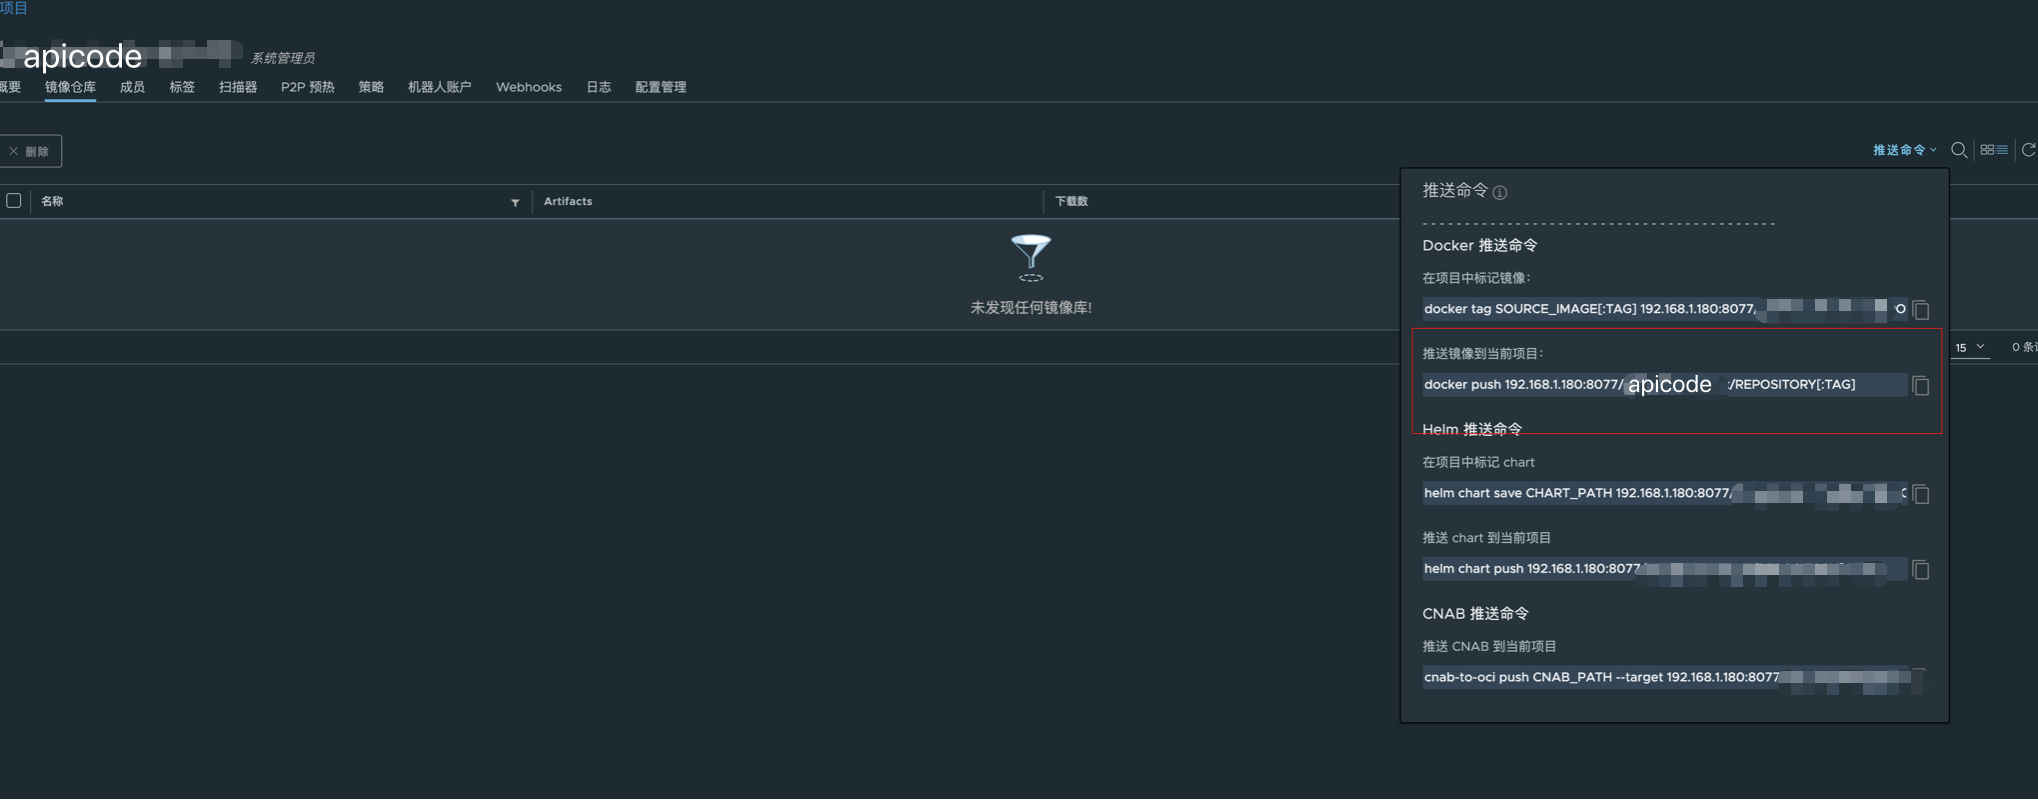 项目
apicode 系统管理员
概要 镜像仓库 成员 标签 扫描器 P2P 预热 策略 机器人账户 Webhooks 日志 配置管理
删除
推送命令
名称 Artifacts 下载数
未发现任何镜像库!
15 0 条
推送命令
Docker 推送命令
在项目中标记镜像:
docker tag SOURCE_IMAGE[:TAG] 192.168.1.180:8077/
推送镜像到当前项目:
docker push 192.168.1.180:8077/ apicode :/REPOSITORY[:TAG]
Helm 推送命令
在项目中标记 chart
helm chart save CHART_PATH 192.168.1.180:8077/
推送 chart 到当前项目
helm chart push 192.168.1.180:8077
CNAB 推送命令
推送 CNAB 到当前项目
cnab-to-oci push CNAB_PATH --target 192.168.1.180:8077